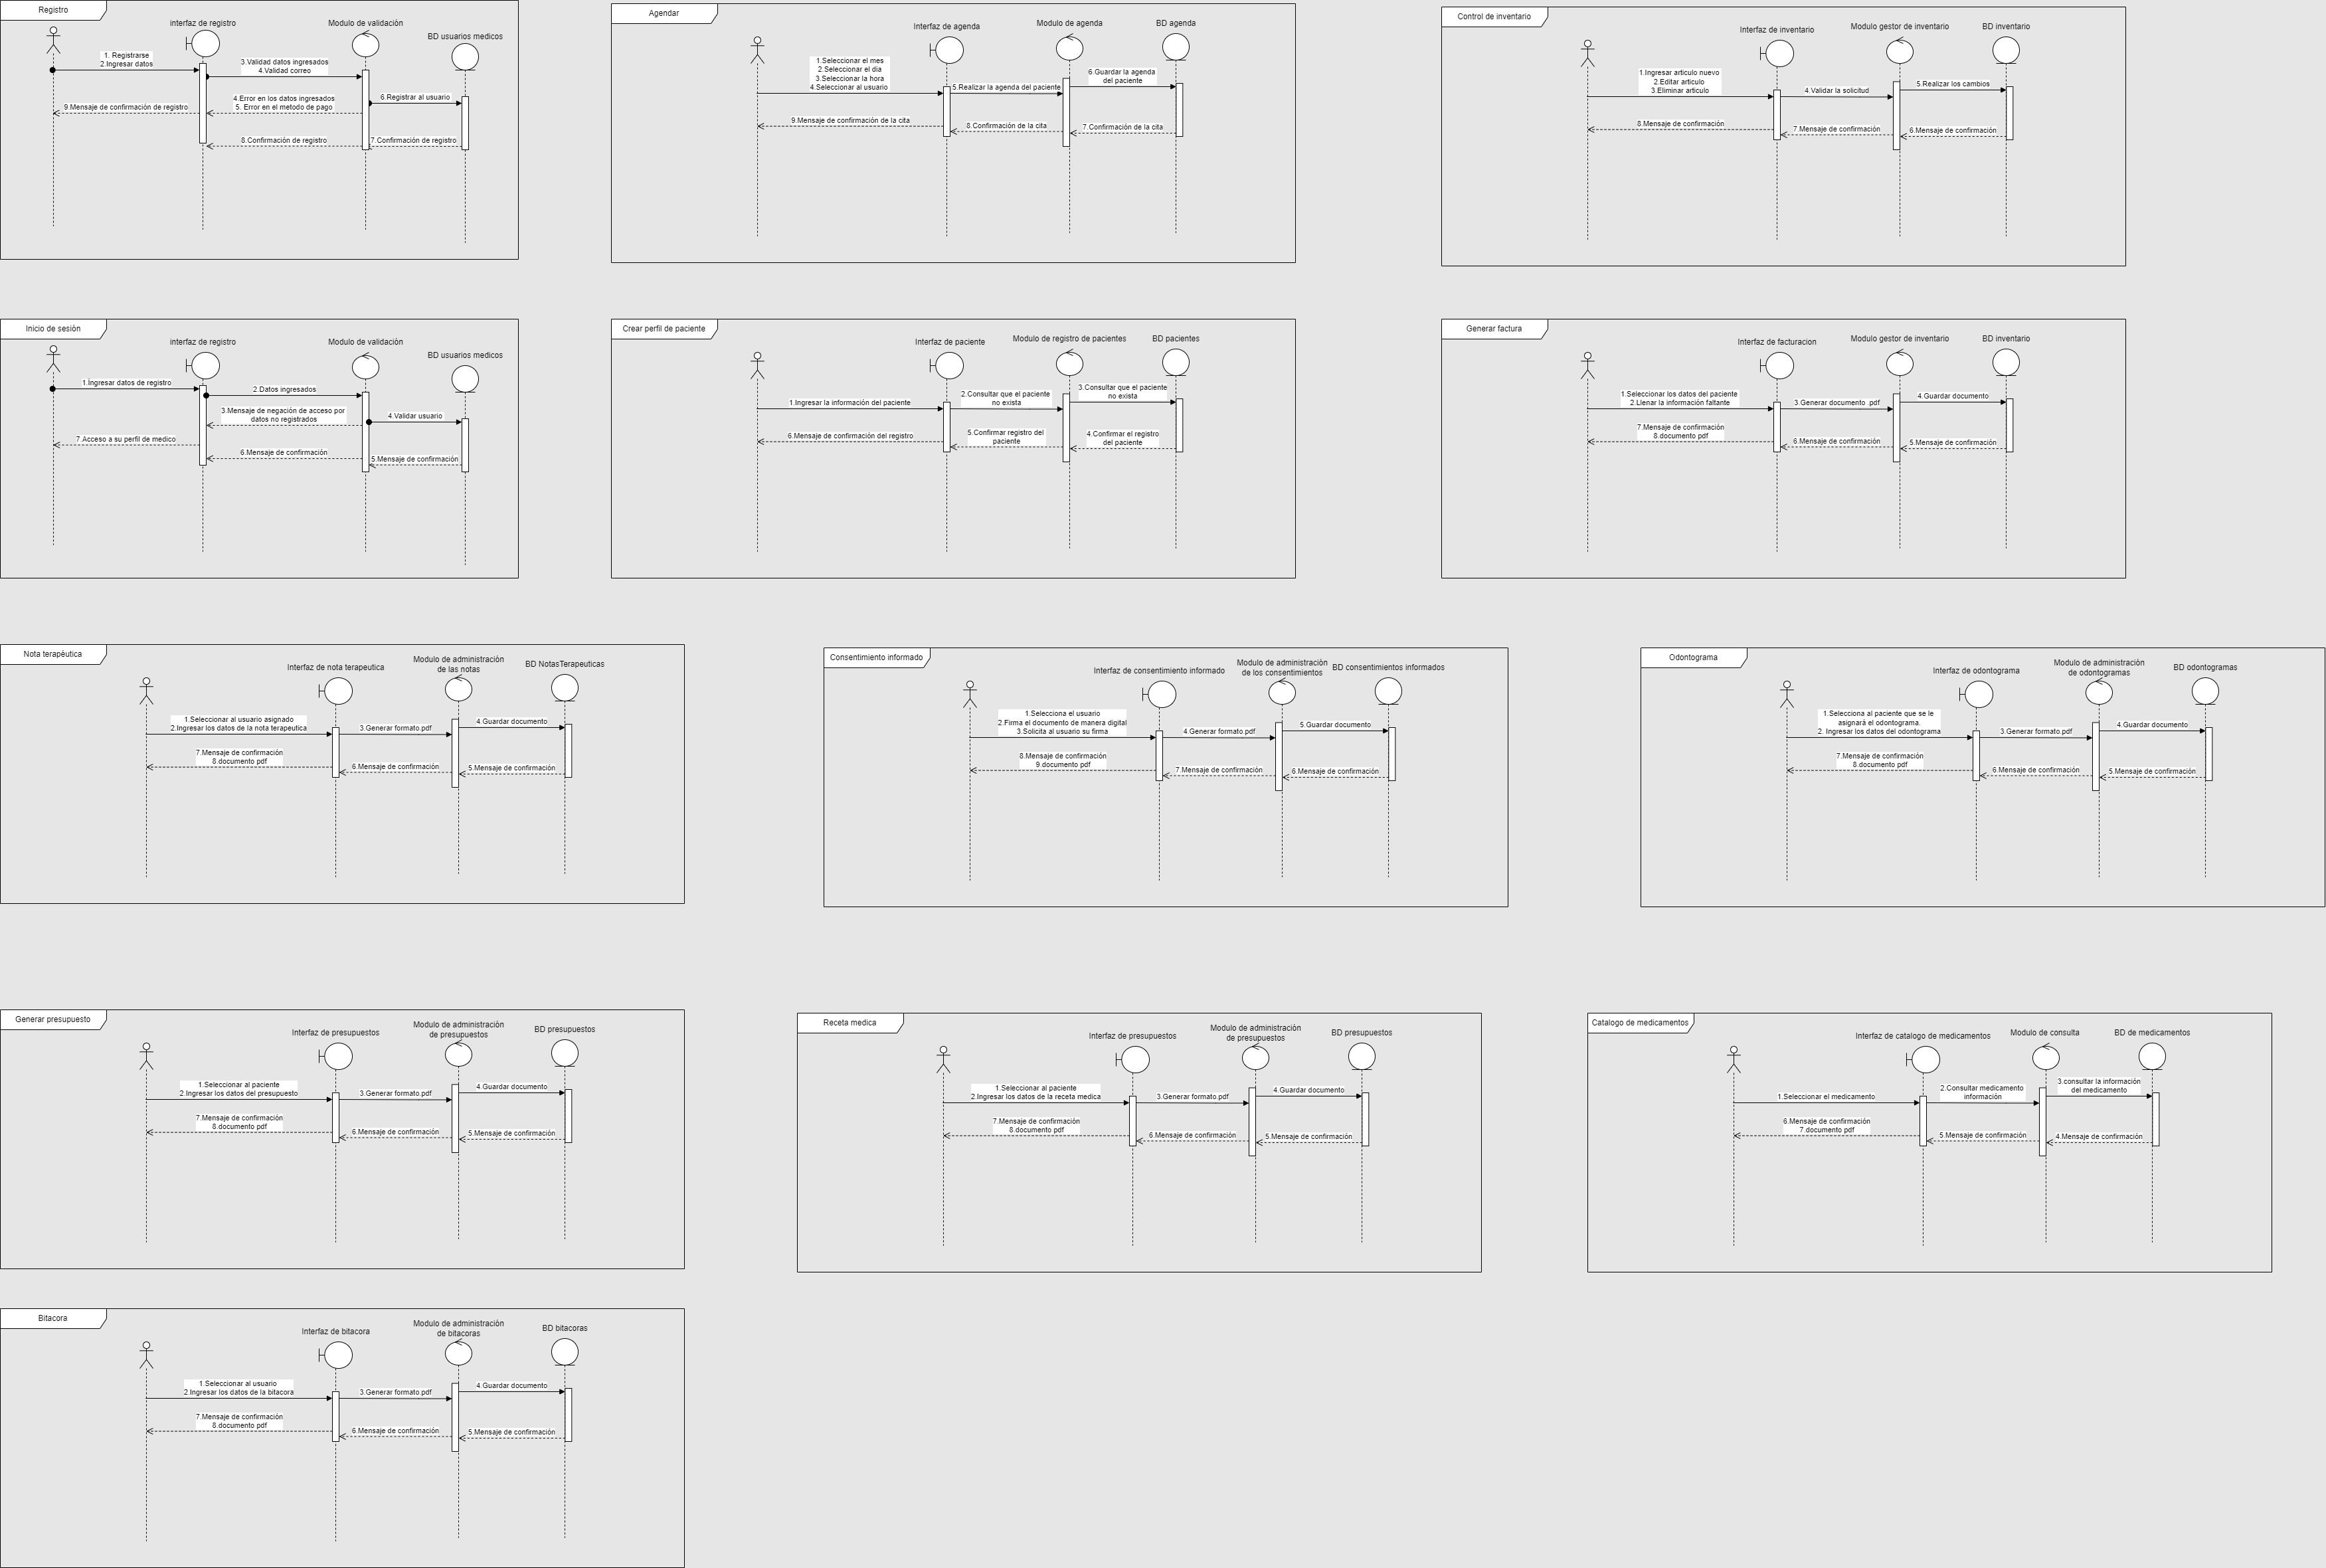 Registro
interfaz de registro
Modulo de validación
BD usuarios medicos
1. Registrarse
2.Ingresar datos
3.Validad datos ingresados
4.Validad correo
6.Registrar al usuario
4.Error en los datos ingresados
5. Error en el metodo de pago
9.Mensaje de confirmación de registro
8.Confirmación de registro
7.Confirmación de registro
Agendar
Interfaz de agenda
Modulo de agenda
BD agenda
1.Seleccionar el mes
2.Seleccionar el dia
3.Seleccionar la hora
4.Seleccionar al usuario
5.Realizar la agenda del paciente
6.Guardar la agenda
del paciente
9.Mensaje de confirmación de la cita
8.Confirmación de la cita
7.Confirmación de la cita
Control de inventario
Interfaz de inventario
Modulo gestor de inventario
BD inventario
1.Ingresar articulo nuevo
2.Editar articulo
3.Eliminar articulo
4.Validar la solicitud
5.Realizar los cambios
8.Mensaje de confirmación
7.Mensaje de confirmación
6.Mensaje de confirmación
Inicio de sesión
interfaz de registro
Modulo de validación
BD usuarios medicos
1.Ingresar datos de registro
2.Datos ingresados
3.Mensaje de negación de acceso por
datos no registrados
4.Validar usuario
7.Acceso a su perfil de medico
6.Mensaje de confirmación
5.Mensaje de confirmación
Crear perfil de paciente
Interfaz de paciente
Modulo de registro de pacientes
BD pacientes
1.Ingresar la información del paciente
2.Consultar que el paciente
no exista
3.Consultar que el paciente
no exista
6.Mensaje de confirmación del registro
5.Confirmar registro del
paciente
4.Confirmar el registro
del paciente
Generar factura
Interfaz de facturacion
Modulo gestor de inventario
BD inventario
1.Seleccionar los datos del paciente
2.Llenar la información faltante
3.Generar documento .pdf
4.Guardar documento
7.Mensaje de confirmación
8.documento pdf
6.Mensaje de confirmación
5.Mensaje de confirmación
Nota terapéutica
Interfaz de nota terapeutica
Modulo de administración
de las notas
BD NotasTerapeuticas
1.Seleccionar al usuario asignado
2.Ingresar los datos de la nota terapeutica
3.Generar formato.pdf
4.Guardar documento
7.Mensaje de confirmación
8.documento pdf
6.Mensaje de confirmación
5.Mensaje de confirmación
Consentimiento informado
Interfaz de consentimiento informado
Modulo de administración
de los consentimientos
BD consentimientos informados
1.Selecciona el usuario
2.Firma el documento de manera digital
3.Solicita al usuario su firma
4.Generar formato.pdf
5.Guardar documento
8.Mensaje de confirmación
9.documento pdf
7.Mensaje de confirmación
6.Mensaje de confirmación
Odontograma
Interfaz de odontograma
Modulo de administración
de odontogramas
BD odontogramas
1.Selecciona al paciente que se le
asignará el odontograma.
2. Ingresar los datos del odontograma
3.Generar formato.pdf
4.Guardar documento
7.Mensaje de confirmación
8.documento pdf
6.Mensaje de confirmación
5.Mensaje de confirmación
Generar presupuesto
Interfaz de presupuestos
Modulo de administración
de presupuestos
BD presupuestos
1.Seleccionar al paciente
2.Ingresar los datos del presupuesto
3.Generar formato.pdf
4.Guardar documento
7.Mensaje de confirmación
8.documento pdf
6.Mensaje de confirmación
5.Mensaje de confirmación
Receta medica
Interfaz de presupuestos
Modulo de administración
de presupuestos
BD presupuestos
1.Seleccionar al paciente
2.Ingresar los datos de la receta medica
3.Generar formato.pdf
4.Guardar documento
7.Mensaje de confirmación
8.documento pdf
6.Mensaje de confirmación
5.Mensaje de confirmación
Catalogo de medicamentos
Interfaz de catalogo de medicamentos
Modulo de consulta
BD de medicamentos
1.Seleccionar el medicamento
2.Consultar medicamento
información
3.consultar la información
del medicamento
6.Mensaje de confirmación
7.documento pdf
5.Mensaje de confirmación
4.Mensaje de confirmación
Bitacora
Interfaz de bitacora
Modulo de administración
de bitacoras
BD bitacoras
1.Seleccionar al usuario
2.Ingresar los datos de la bitacora
3.Generar formato.pdf
4.Guardar documento
7.Mensaje de confirmación
8.documento pdf
6.Mensaje de confirmación
5.Mensaje de confirmación